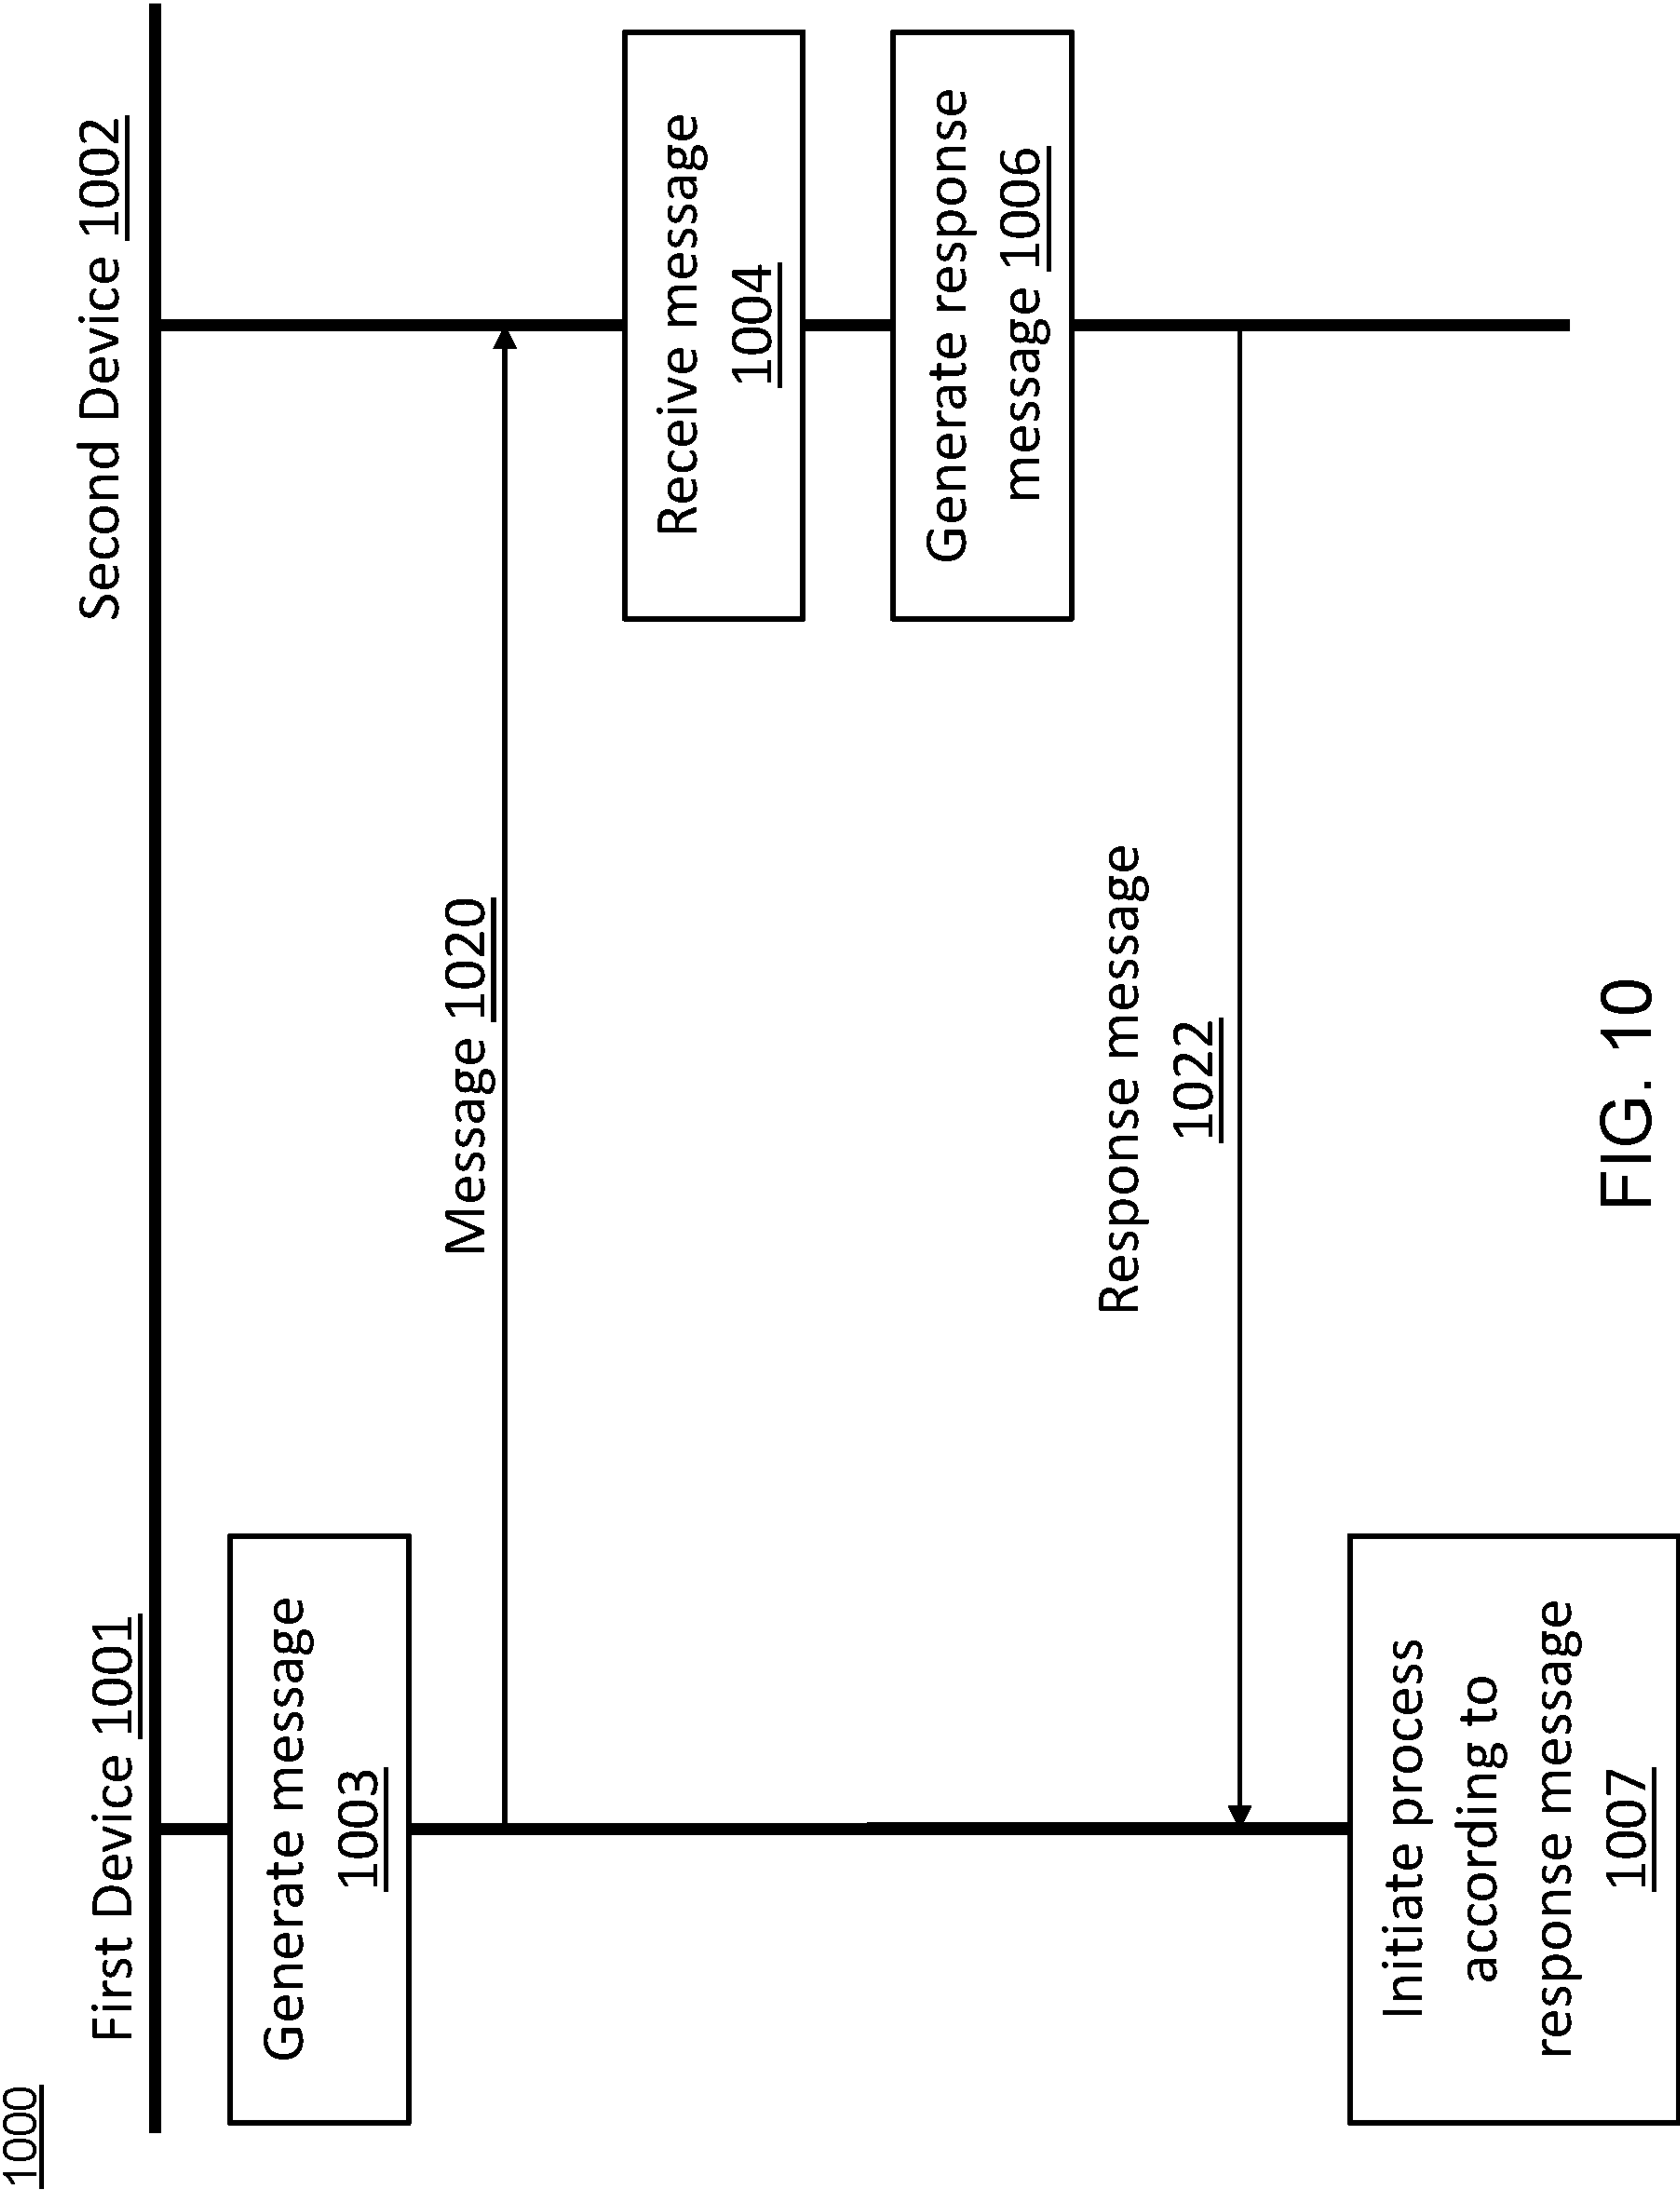 1000
First Device 1001
Second Device 1002
Generate message
1003
Message 1020
Receive message
1004
Generate response
message 1006
Response message
1022
Initiate process
according to
response message
1007
FIG. 10